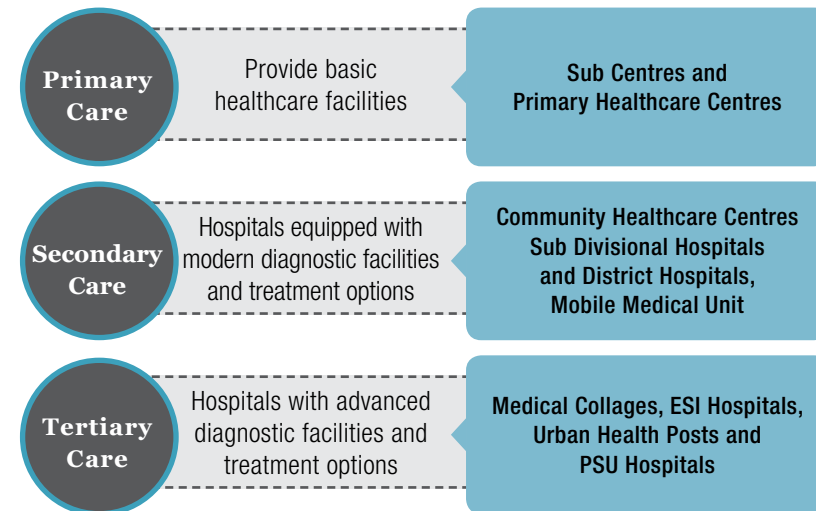 Primary
Care
Provide basic
healthcare facilities
Sub Centres and
Primary Healthcare Centres
Secondary
Care
Hospitals equipped with
modern diagnostic facilities
and treatment options
Community Healthcare Centres
Sub Divisional Hospitals
and District Hospitals,
Mobile Medical Unit
Tertiary
Care
Hospitals with advanced
diagnostic facilities and
treatment options
Medical Collages, ESI Hospitals,
Urban Health Posts and
PSU Hospitals